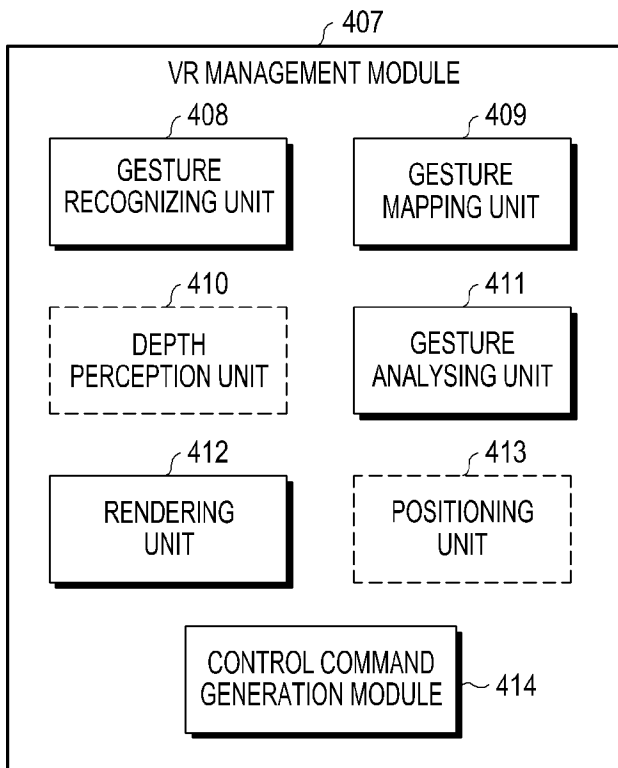 407
VR MANAGEMENT MODULE
408
GESTURE
RECOGNIZING UNIT
409
GESTURE
MAPPING UNIT
410
DEPTH
PERCEPTION UNIT
411
GESTURE
ANALYSING UNIT
412
RENDERING
UNIT
413
POSITIONING
UNIT
CONTROL COMMAND
GENERATION MODULE
414